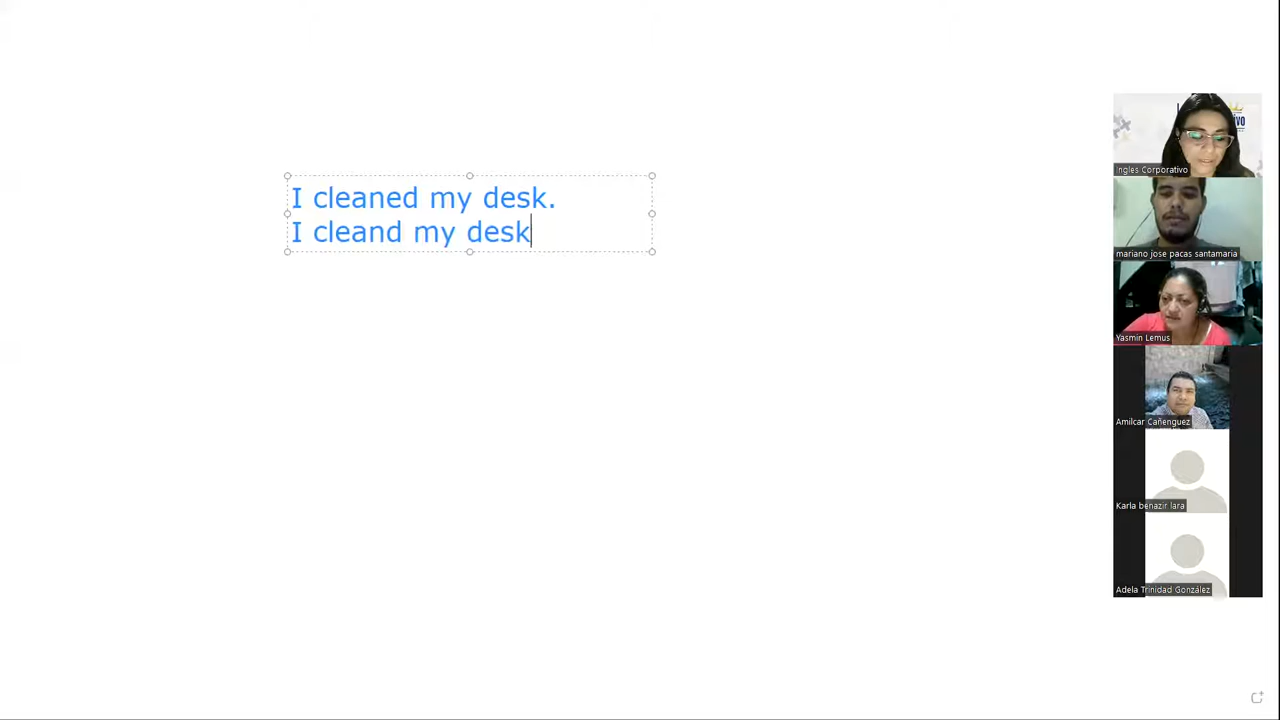 I cleaned my desk.
I cleand my desk
Ingles Corporativo
mariano jose pacas santamaria
Yasmin Lemus
Amilcar Cañenguez
Karla benazir lara
Adela Trinidad González